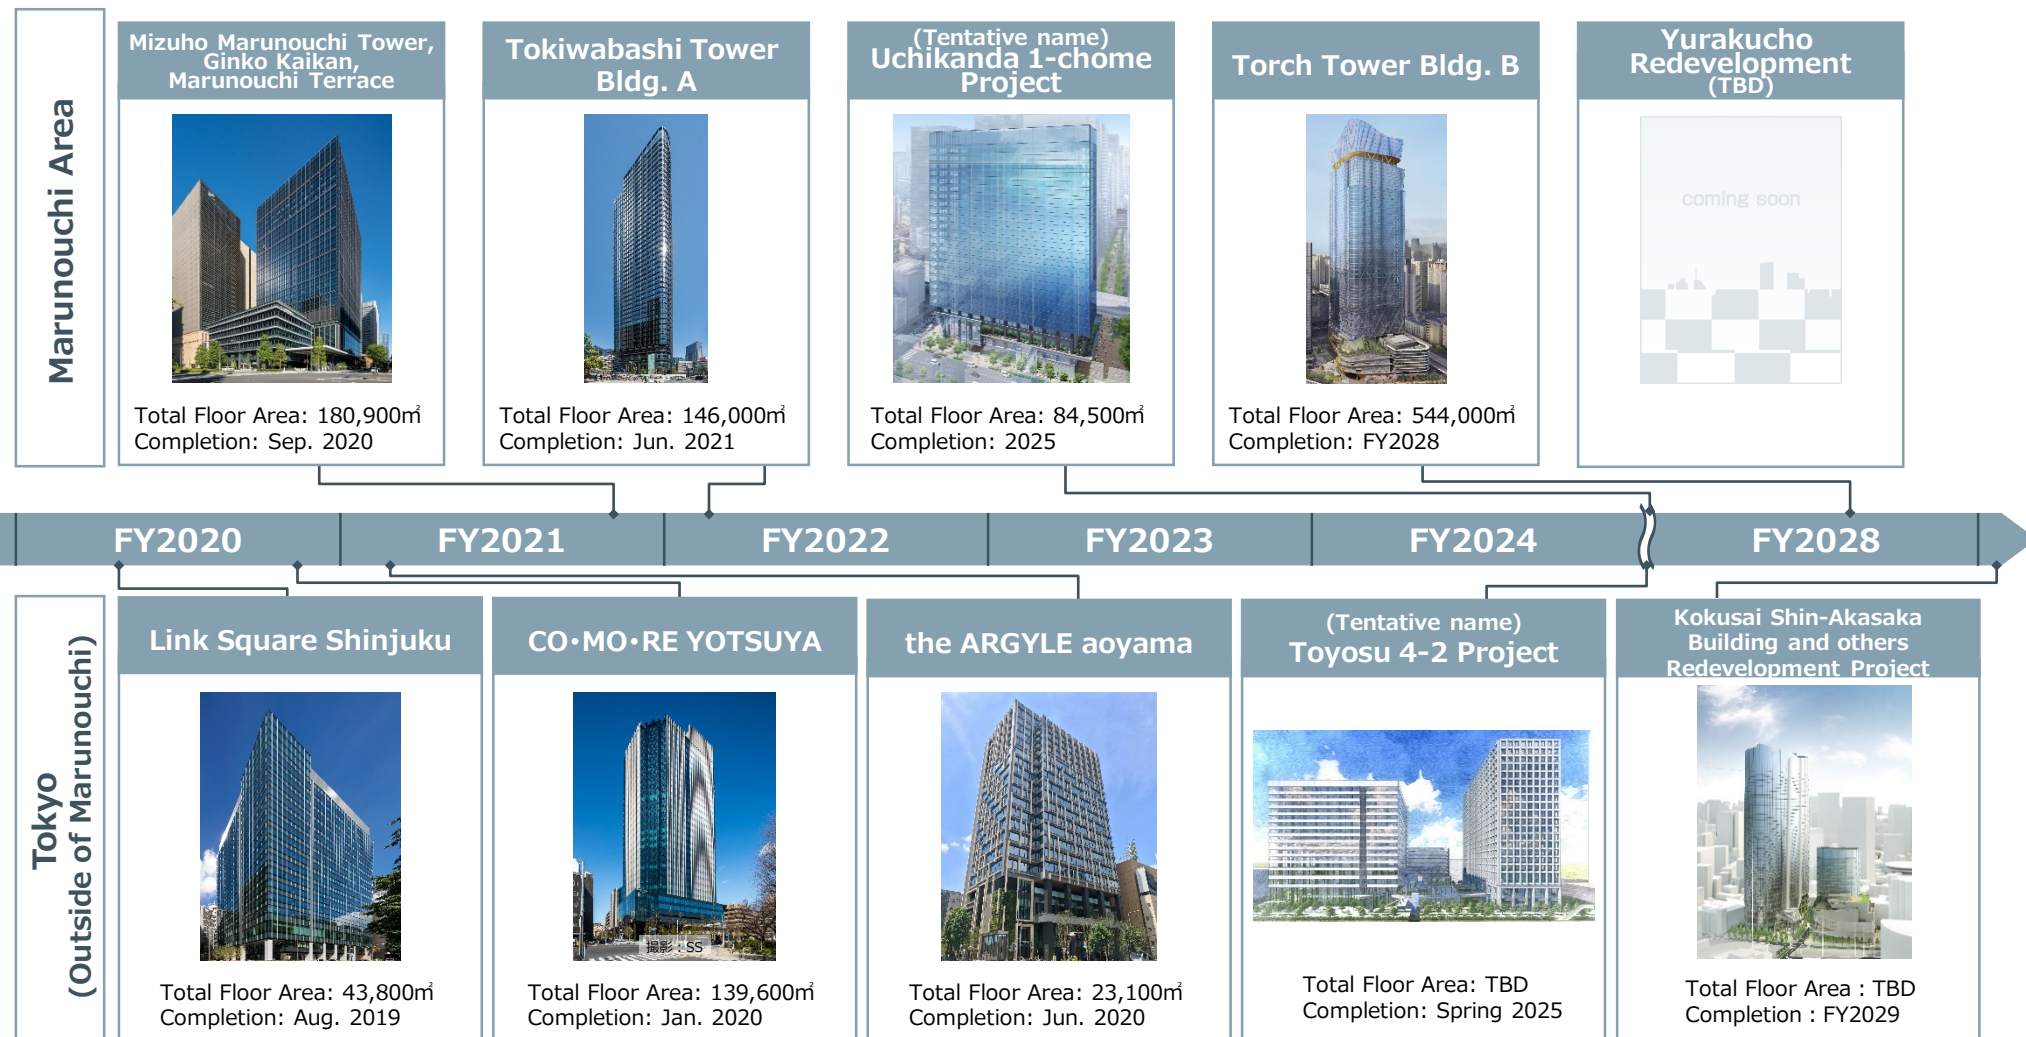 Marunouchi Area
Mizuho Marunouchi Tower,
Ginko Kaikan,
Marunouchi Terrace
Total Floor Area: 180,900㎡
Completion: Sep. 2020
Tokiwabashi Tower
Bldg. A
Total Floor Area: 146,000㎡
Completion: Jun. 2021
(Tentative name)
Uchikanda 1-chome
Project
Total Floor Area: 84,500㎡
Completion: 2025
Torch Tower Bldg. B
Total Floor Area: 544,000㎡
Completion: FY2028
Yurakucho
Redevelopment
(TBD)
coming soon
FY2020
FY2021
FY2022
FY2023
FY2024
FY2028
Tokyo
(Outside of Marunouchi)
Link Square Shinjuku
Total Floor Area: 43,800㎡
Completion: Aug. 2019
CO・MO・RE YOTSUYA
撮影：SS
Total Floor Area: 139,600㎡
Completion: Jan. 2020
the ARGYLE aoyama
Total Floor Area: 23,100㎡
Completion: Jun. 2020
(Tentative name)
Toyosu 4-2 Project
Total Floor Area: TBD
Completion: Spring 2025
Kokusai Shin-Akasaka
Building and others
Redevelopment Project
Total Floor Area : TBD
Completion : FY2029